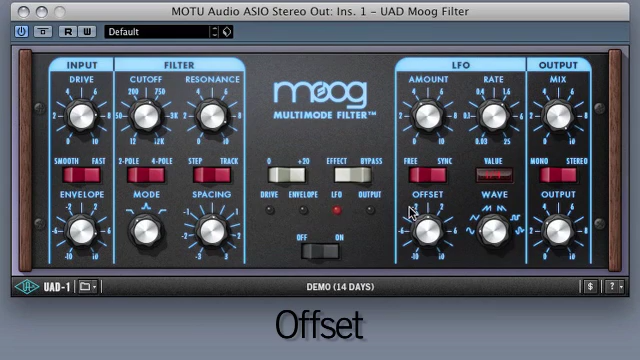 MOTU Audio ASIO Stereo Out: Ins. 1 - UAD Moog Filter
R W Default
INPUT FILTER LFO OUTPUT
DRIVE CUTOFF RESONANCE AMOUNT RATE MIX
moog
MULTIMODE FILTER™
SMOOTH FAST 2-POLE 4-POLE STEP TRACK 0 +20 EFFECT BYPASS FREE SYNC VALUE MONO STEREO
ENVELOPE MODE SPACING DRIVE ENVELOPE LFO OUTPUT OFFSET WAVE OUTPUT
OFF ON
UAD-1 DEMO (14 DAYS) $ ?
Offset